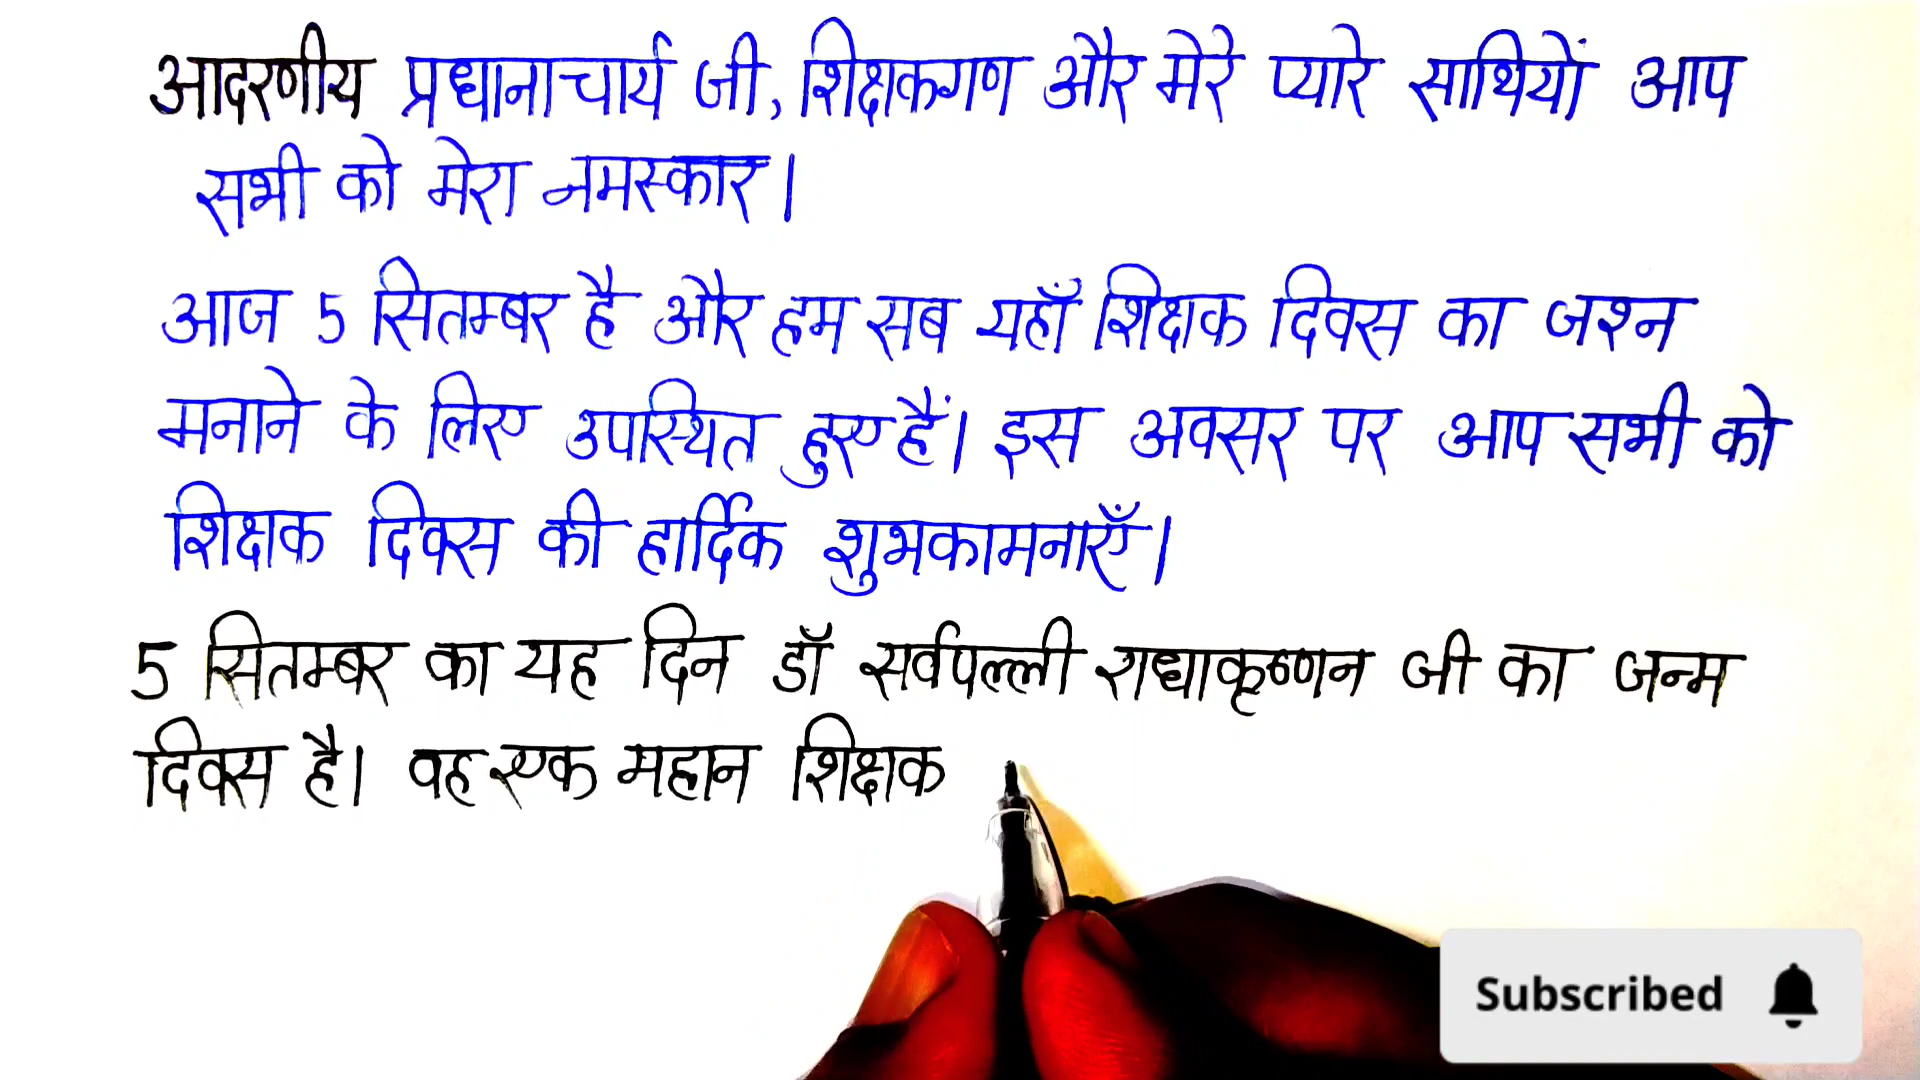 आदरणीय प्रधानाचार्य जी, शिक्षकगण और मेरे प्यारे साथियों आप
सभी को मेरा नमस्कार।
आज 5 सितम्बर है और हम सब यहाँ शिक्षक दिवस का जश्न
मनाने के लिए उपस्थित हुए हैं। इस अवसर पर आप सभी को
शिक्षक दिवस की हार्दिक शुभकामनाएँ।
5 सितम्बर का यह दिन डॉ सर्वपल्ली राधाकृष्णन जी का जन्म
दिवस है। वह एक महान शिक्षक
Subscribed